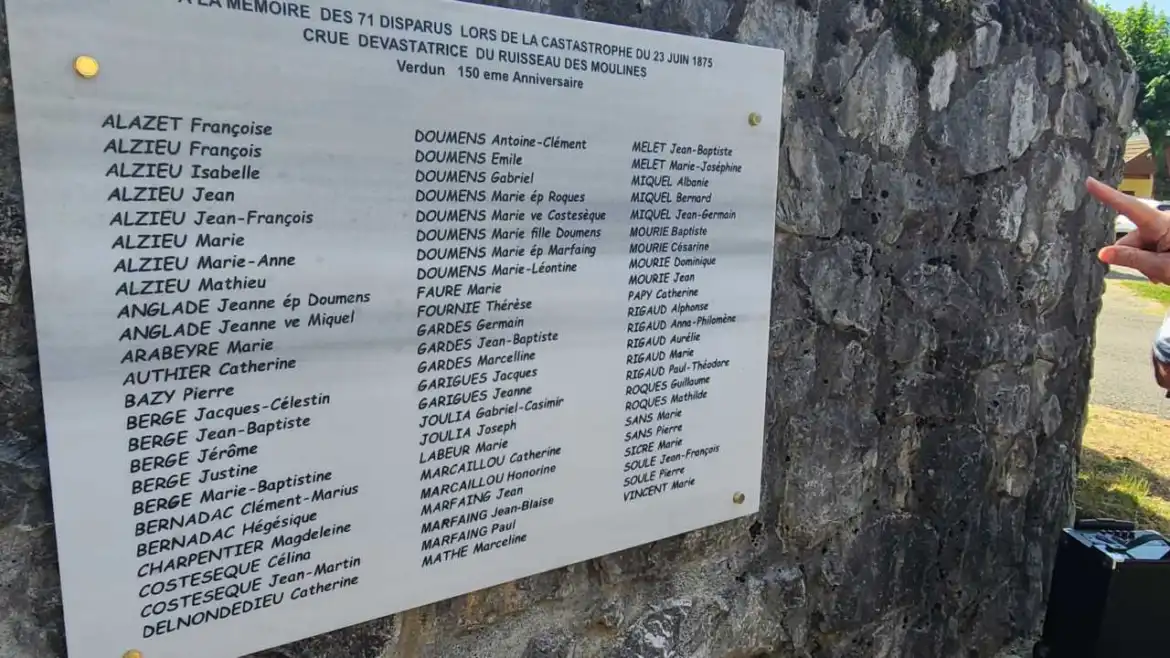 A LA MEMOIRE DES 71 DISPARUS LORS DE LA CASTASTROPHE DU 23 JUIN 1875
CRUE DEVASTATRICE DU RUISSEAU DES MOULINES
Verdun 150 eme Anniversaire
ALAZET Françoise
ALZIEU François
ALZIEU Isabelle
ALZIEU Jean
ALZIEU Jean-François
ALZIEU Marie
ALZIEU Marie-Anne
ALZIEU Mathieu
ANGLADE Jeanne ép Doumens
ANGLADE Jeanne ve Miquel
ARABEYRE Marie
AUTHIER Catherine
BAZY Pierre
BERGE Jacques-Célestin
BERGE Jean-Baptiste
BERGE Jérôme
BERGE Justine
BERGE Marie-Baptistine
BERNADAC Clément-Marius
BERNADAC Hégésique
CHARPENTIER Magdeleine
COSTESEQUE Célina
COSTESEQUE Jean-Martin
DELNONDEDIEU Catherine
DOUMENS Antoine-Clément
DOUMENS Emile
DOUMENS Gabriel
DOUMENS Marie ép Roques
DOUMENS Marie ve Costesèque
DOUMENS Marie fille Doumens
DOUMENS Marie ép Marfaing
DOUMENS Marie-Léontine
FAURE Marie
FOURNIE Thérèse
GARDES Germain
GARDES Jean-Baptiste
GARDES Marcelline
GARIGUES Jacques
GARIGUES Jeanne
JOULIA Gabriel-Casimir
JOULIA Joseph
LABEUR Marie
MARCAILLOU Catherine
MARCAILLOU Honorine
MARFAING Jean
MARFAING Jean-Blaise
MARFAING Paul
MATHE Marceline
MELET Jean-Baptiste
MELET Marie-Joséphine
MIQUEL Albanie
MIQUEL Bernard
MIQUEL Jean-Germain
MOURIE Baptiste
MOURIE Césarine
MOURIE Dominique
MOURIE Jean
PAPY Catherine
RIGAUD Alphonse
RIGAUD Anna-Philomène
RIGAUD Aurélie
RIGAUD Marie
RIGAUD Paul-Théodore
ROQUES Guillaume
ROQUES Mathilde
SANS Marie
SANS Pierre
SICRE Marie
SOULE Jean-François
SOULE Pierre
VINCENT Marie